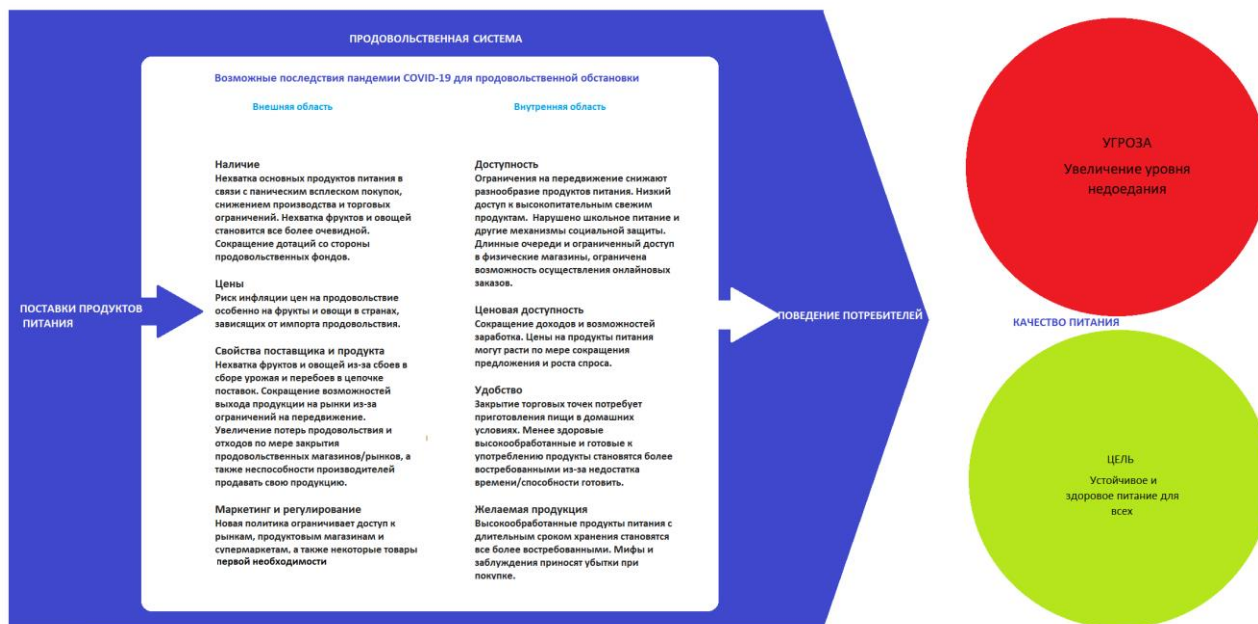 ПРОДОВОЛЬСТВЕННАЯ СИСТЕМА
Возможные последствия пандемии COVID-19 для продовольственной обстановки
ПОСТАВКИ ПРОДУКТОВ
ПИТАНИЯ
Внешняя область
Наличие
Нехватка основных продуктов питания в
связи с паническим всплеском покупок,
снижением производства и торговых
ограничений. Нехватка фруктов и овощей
становится все более очевидной.
Сокращение дотаций со стороны
продовольственных фондов.
Цены
Риск инфляции цен на продовольствие
особенно на фрукты и овощи в странах,
зависящих от импорта продовольствия.
Свойства поставщика и продукта
Нехватка фруктов и овощей из-за сбоев в
сборе урожая и перебоев в цепочке
поставок. Сокращение возможностей
выхода продукции на рынки из-за
ограничений на передвижение.
Увеличение потерь продовольствия и
отходов по мере закрытия
продовольственных магазинов/рынков, а
также неспособности производителей
продавать свою продукцию.
Маркетинг и регулирование
Новая политика ограничивает доступ к
рынкам, продуктовым магазинам и
супермаркетам, а также некоторые товары
первой необходимости
Внутренняя область
Доступность
Ограничения на передвижение снижают
разнообразие продуктов питания. Низкий
доступ к высокопитательным свежим
продуктам. Нарушено школьное питание и
другие механизмы социальной защиты.
Длинные очереди и ограниченный доступ
в физические магазины, ограничена
возможность осуществления онлайновых
заказов.
Ценовая доступность
Сокращение доходов и возможностей
заработка. Цены на продукты питания
могут расти по мере сокращения
предложения и роста спроса.
Удобство
Закрытие торговых точек потребует
приготовления пищи в домашних
условиях. Менее здоровые
высокообработанные и готовые к
употреблению продукты становятся более
востребованными из-за недостатка
времени/способности готовить.
Желаемая продукция
Высокообработанные продукты питания с
длительным сроком хранения становятся
все более востребованными. Мифы и
заблуждения приносят убытки при
покупке.
ПОВЕДЕНИЕ ПОТРЕБИТЕЛЕЙ
УГРОЗА
Увеличение уровня
недоедания
КАЧЕСТВО ПИТАНИЯ
ЦЕЛЬ
Устойчивое и
здоровое питание для
всех